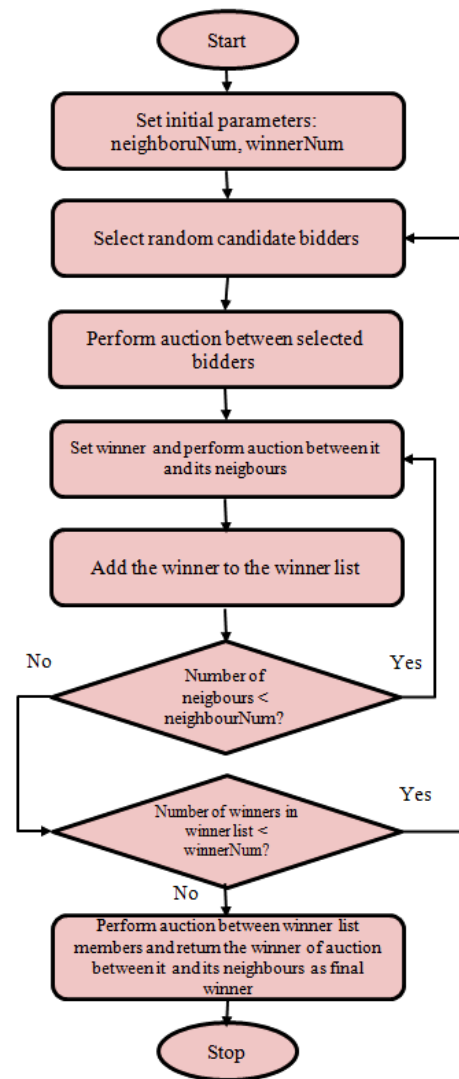 Start
Set initial parameters:
neighboruNum, winnerNum
Select random candidate bidders
Perform auction between selected
bidders
Set winner and perform auction between it
and its neigbours
Add the winner to the winner list
No
Yes
Number of
neigbours <
neighbourNum?
Yes
Number of winners in
winner list <
winnerNum?
No
Perform auction between winner list
members and return the winner of auction
between it and its neighbours as final
winner
Stop